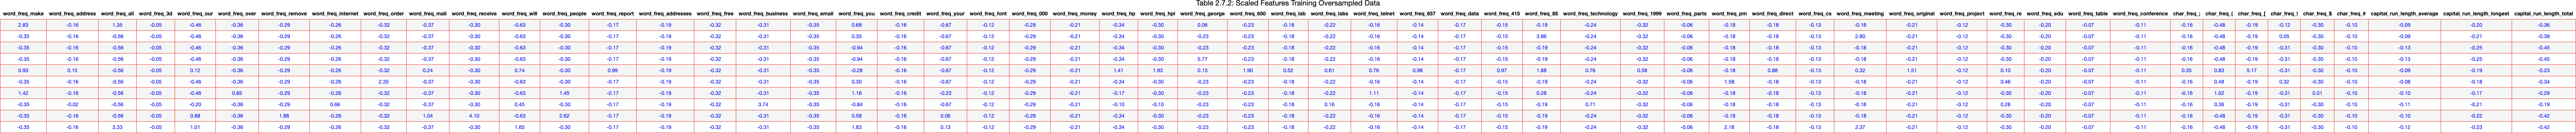 Table 2.7.2: Scaled Features Training Oversampled Data
word_freq_make word_freq_address word_freq_all word_freq_3d word_freq_our word_freq_over word_freq_remove word_freq_internet word_freq_order word_freq_mail word_freq_receive word_freq_will word_freq_people word_freq_report word_freq_addresses word_freq_free word_freq_business word_freq_email word_freq_you word_freq_credit word_freq_your word_freq_font word_freq_000 word_freq_money word_freq_hp word_freq_hpl word_freq_george word_freq_650 word_freq_lab word_freq_labs word_freq_telnet word_freq_857 word_freq_data word_freq_415 word_freq_85 word_freq_technology word_freq_1999 word_freq_parts word_freq_pm word_freq_direct word_freq_cs word_freq_meeting word_freq_original word_freq_project word_freq_re word_freq_edu word_freq_table word_freq_conference char_freq_; char_freq_( char_freq_[ char_freq_! char_freq_$ char_freq_# capital_run_length_average capital_run_length_longest capital_run_length_total
2.83 -0.16 1.35 -0.05 -0.46 -0.36 -0.29 -0.26 -0.32 -0.37 -0.30 -0.63 -0.30 -0.17 -0.19 -0.32 -0.31 -0.35 0.68 -0.16 -0.67 -0.12 -0.29 -0.21 -0.34 -0.30 0.06 -0.23 -0.18 -0.22 -0.16 -0.14 -0.17 -0.15 -0.19 -0.24 -0.32 -0.06 -0.18 -0.18 -0.13 -0.18 -0.21 -0.12 -0.30 -0.20 -0.07 -0.11 -0.16 -0.48 -0.19 -0.12 -0.30 -0.10 -0.09 -0.20 -0.36
-0.35 -0.16 -0.56 -0.05 -0.46 -0.36 -0.29 -0.26 -0.32 -0.37 -0.30 -0.63 -0.30 -0.17 -0.19 -0.32 -0.31 -0.35 0.35 -0.16 -0.67 -0.12 -0.29 -0.21 -0.34 -0.30 -0.23 -0.23 -0.18 -0.22 -0.16 -0.14 -0.17 -0.15 3.86 -0.24 -0.32 -0.06 -0.18 -0.18 -0.13 2.80 -0.21 -0.12 -0.30 -0.20 -0.07 -0.11 -0.16 -0.48 -0.19 0.05 -0.30 -0.10 -0.09 -0.21 -0.38
-0.35 -0.16 -0.56 -0.05 -0.46 -0.36 -0.29 -0.26 -0.32 -0.37 -0.30 -0.63 -0.30 -0.17 -0.19 -0.32 -0.31 -0.35 -0.94 -0.16 -0.67 -0.12 -0.29 -0.21 -0.34 -0.30 -0.23 -0.23 -0.18 -0.22 -0.16 -0.14 -0.17 -0.15 -0.19 -0.24 -0.32 -0.06 -0.18 -0.18 -0.13 -0.18 -0.21 -0.12 -0.30 -0.20 -0.07 -0.11 -0.16 -0.48 -0.19 -0.31 -0.30 -0.10 -0.13 -0.25 -0.45
-0.35 -0.16 -0.56 -0.05 -0.46 -0.36 -0.29 -0.26 -0.32 -0.37 -0.30 -0.63 -0.30 -0.17 -0.19 -0.32 -0.31 -0.35 -0.94 -0.16 -0.67 -0.12 -0.29 -0.21 -0.34 -0.30 5.77 -0.23 -0.18 -0.22 -0.16 -0.14 -0.17 -0.15 -0.19 -0.24 -0.32 -0.06 -0.18 -0.18 -0.13 -0.18 -0.21 -0.12 -0.30 -0.20 -0.07 -0.11 -0.16 -0.48 -0.19 -0.31 -0.30 -0.10 -0.13 -0.25 -0.45
0.93 0.15 -0.56 -0.05 0.12 -0.36 -0.29 -0.26 -0.32 0.24 -0.30 0.74 -0.30 0.99 -0.19 -0.32 -0.31 -0.35 -0.28 -0.16 -0.67 -0.12 -0.29 -0.21 1.41 1.93 0.13 1.90 0.52 0.81 0.76 0.98 -0.17 0.97 1.88 0.76 0.58 -0.06 -0.18 0.88 -0.13 0.32 1.51 -0.12 0.10 -0.20 -0.07 -0.11 0.35 0.83 5.17 -0.31 -0.30 -0.10 -0.09 -0.19 -0.23
-0.35 -0.16 -0.56 -0.05 -0.46 -0.36 -0.29 -0.26 2.35 -0.37 -0.30 -0.63 -0.30 -0.17 -0.19 -0.32 -0.31 -0.35 0.30 -0.16 -0.67 -0.12 -0.29 -0.21 -0.34 -0.30 -0.23 -0.23 -0.18 -0.22 -0.16 -0.14 -0.17 -0.15 -0.19 -0.24 -0.32 -0.06 1.58 -0.18 -0.13 -0.18 -0.21 -0.12 0.46 -0.20 -0.07 -0.11 -0.16 0.48 -0.19 0.32 -0.30 -0.10 -0.08 -0.18 -0.34
1.42 -0.16 -0.56 -0.05 -0.46 0.65 -0.29 -0.26 -0.32 -0.37 -0.30 -0.63 1.45 -0.17 -0.19 -0.32 -0.31 -0.35 1.18 -0.16 -0.23 -0.12 -0.29 -0.21 -0.17 -0.30 -0.23 -0.23 -0.18 -0.22 1.11 -0.14 -0.17 -0.15 0.28 -0.24 -0.32 -0.06 -0.18 -0.18 -0.13 -0.18 -0.21 -0.12 -0.30 -0.20 -0.07 -0.11 -0.16 1.02 -0.19 -0.31 0.01 -0.10 -0.10 -0.17 -0.29
-0.35 -0.02 -0.56 -0.05 -0.20 -0.36 -0.29 0.66 -0.32 -0.37 -0.30 0.45 -0.30 -0.17 -0.19 -0.32 3.74 -0.35 -0.84 -0.16 -0.67 -0.12 -0.29 -0.21 -0.10 -0.10 -0.23 -0.23 -0.18 0.16 -0.16 -0.14 -0.17 -0.15 -0.19 0.71 -0.32 -0.06 -0.18 -0.18 -0.13 -0.18 -0.21 -0.12 0.28 -0.20 -0.07 -0.11 -0.16 0.36 -0.19 -0.31 -0.30 -0.10 -0.11 -0.21 -0.19
-0.35 -0.16 -0.56 -0.05 0.88 -0.36 1.88 -0.26 -0.32 1.04 4.10 -0.63 2.62 -0.17 -0.19 -0.32 -0.31 -0.35 0.58 -0.16 0.06 -0.12 -0.29 -0.21 -0.34 -0.30 -0.23 -0.23 -0.18 -0.22 -0.16 -0.14 -0.17 -0.15 -0.19 -0.24 -0.32 -0.06 -0.18 -0.18 -0.13 -0.18 -0.21 -0.12 -0.30 -0.20 -0.07 -0.11 -0.16 -0.48 -0.19 -0.31 -0.30 -0.10 -0.10 -0.22 -0.42
-0.35 -0.16 3.33 -0.05 1.01 -0.36 -0.29 -0.26 -0.32 -0.37 -0.30 1.65 -0.30 -0.17 -0.19 -0.32 -0.31 -0.35 1.83 -0.16 0.13 -0.12 -0.29 -0.21 -0.34 -0.30 -0.23 -0.23 -0.18 -0.22 -0.16 -0.14 -0.17 -0.15 -0.19 -0.24 -0.32 -0.06 2.18 -0.18 -0.13 2.37 -0.21 -0.12 -0.30 -0.20 -0.07 -0.11 -0.16 -0.48 -0.19 -0.31 -0.30 -0.10 -0.12 -0.23 -0.42